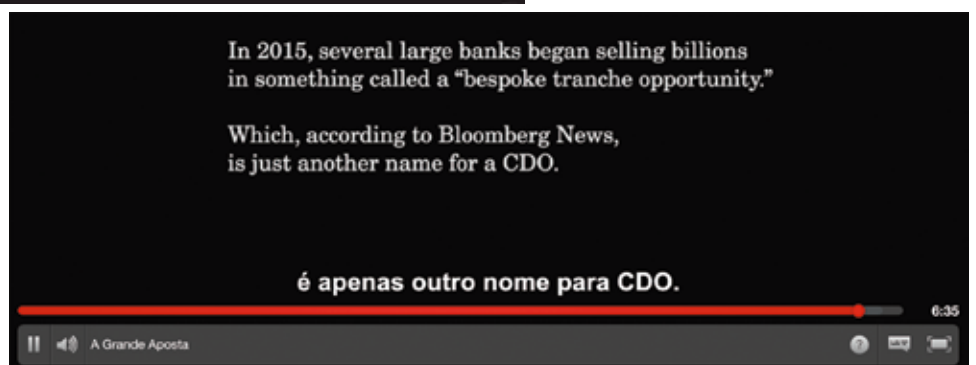 In 2015, several large banks began selling billions
in something called a “bespoke tranche opportunity.”
Which, according to Bloomberg News,
is just another name for a CDO.
é apenas outro nome para CDO.
6:35
A Grande Aposta
?